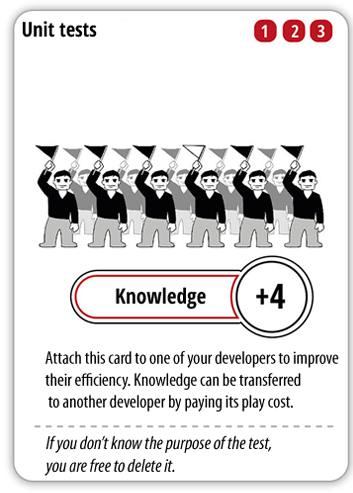 Unit tests 1 2 3
Knowledge +4
Attach this card to one of your developers to improve
their efficiency. Knowledge can be transferred
to another developer by paying its play cost.
If you don't know the purpose of the test,
you are free to delete it.